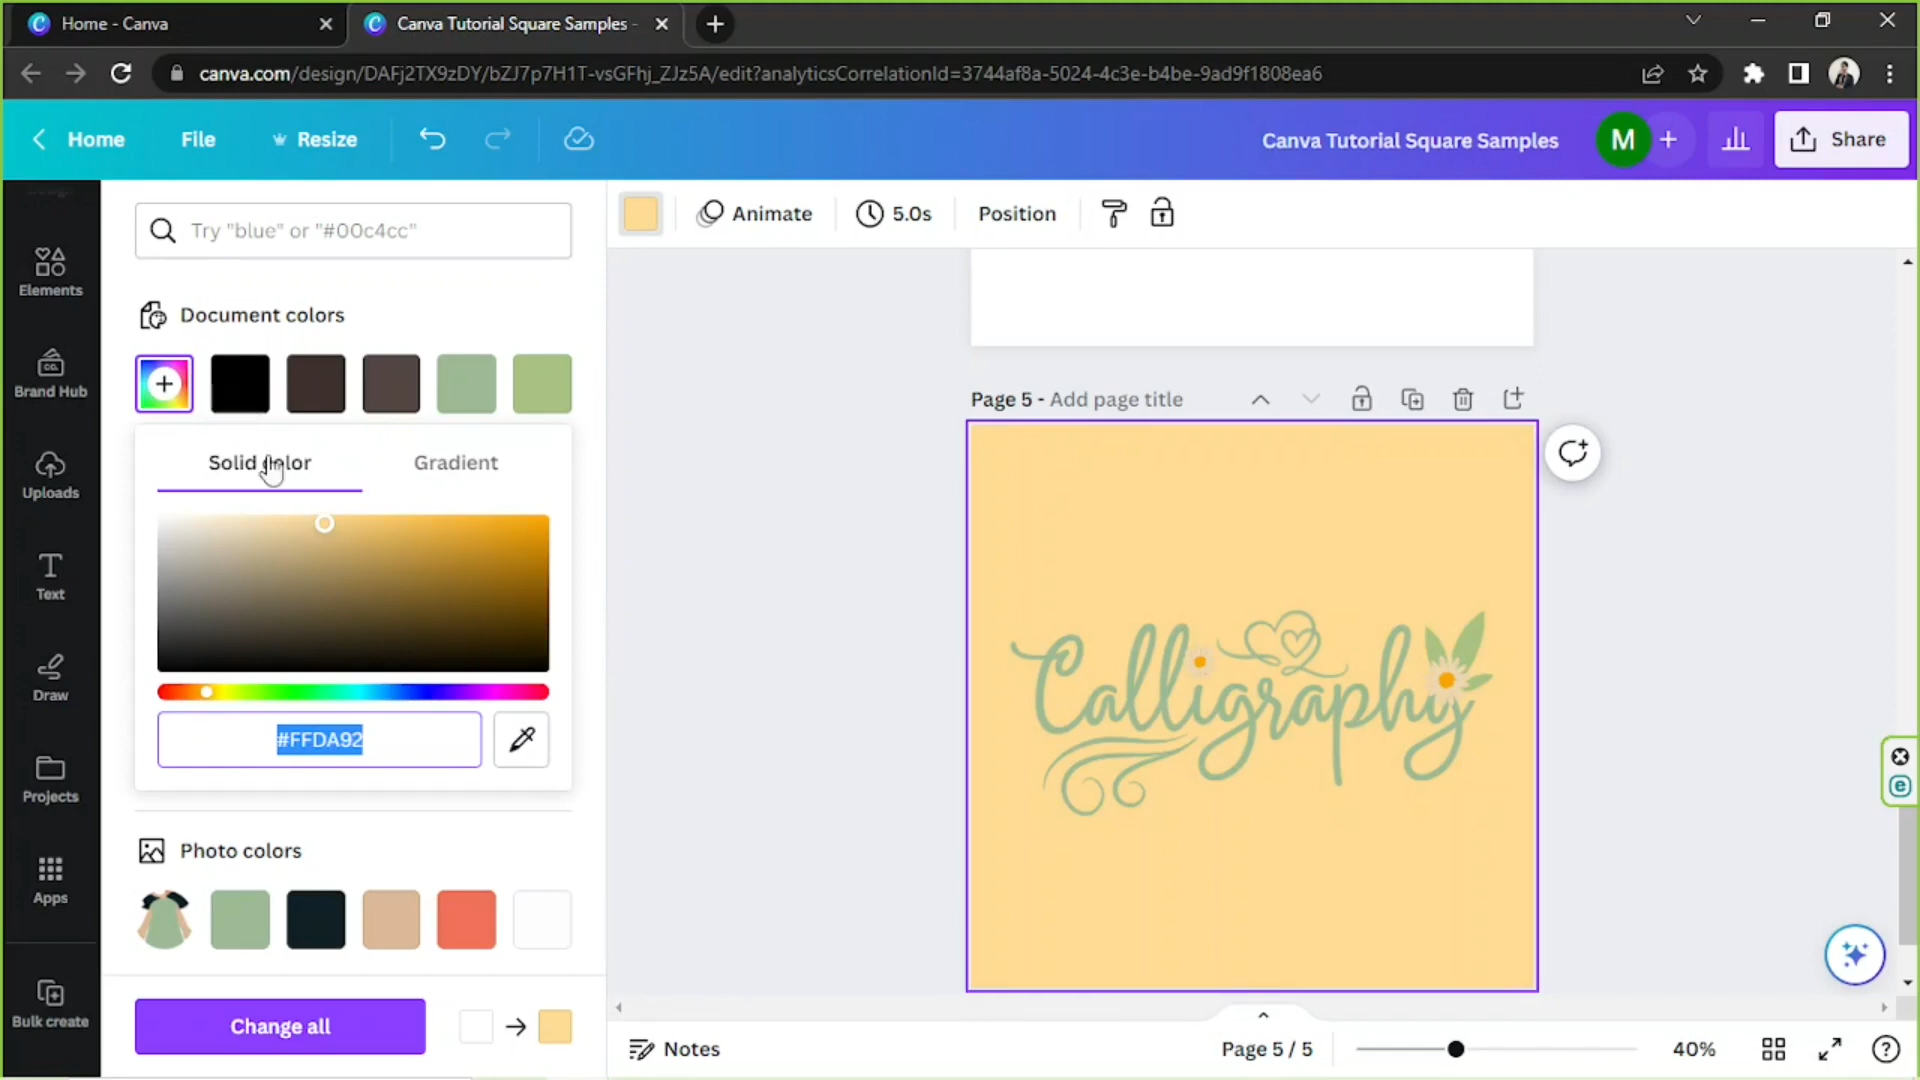 Home - Canva
Canva Tutorial Square Samples -
canva.com/design/DAFj2TX9zDY/bZJ7p7H1T-vsGFhj_ZJz5A/edit?analyticsCorrelationId=3744af8a-5024-4c3e-b4be-9ad9f1808ea6
Home
File
Resize
Canva Tutorial Square Samples
M
Share
Try "blue" or "#00c4cc"
Animate
5.0s
Position
Elements
Document colors
Brand Hub
Page 5 - Add page title
Solid color
Gradient
Uploads
Text
Calligraphy
Draw
#FFDA92
Projects
Photo colors
Apps
Bulk create
Change all
Notes
Page 5 / 5
40%